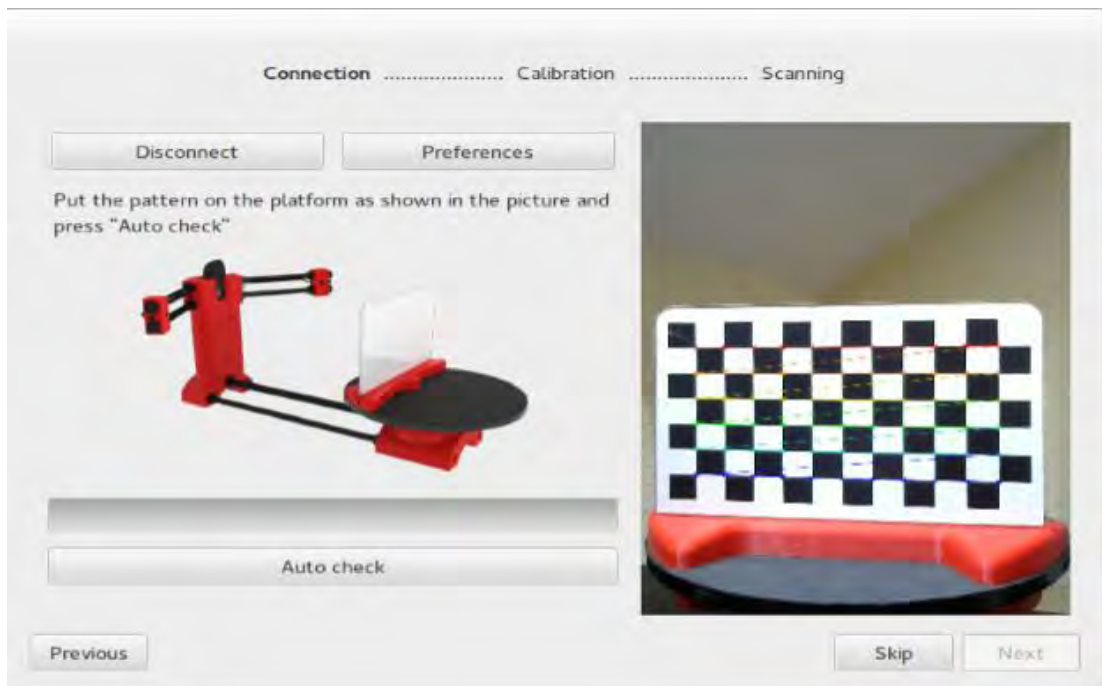 Connection ..................... Calibration ..................... Scanning
Disconnect
Preferences
Put the pattern on the platform as shown in the picture and
press "Auto check"
Auto check
Previous
Skip
Next